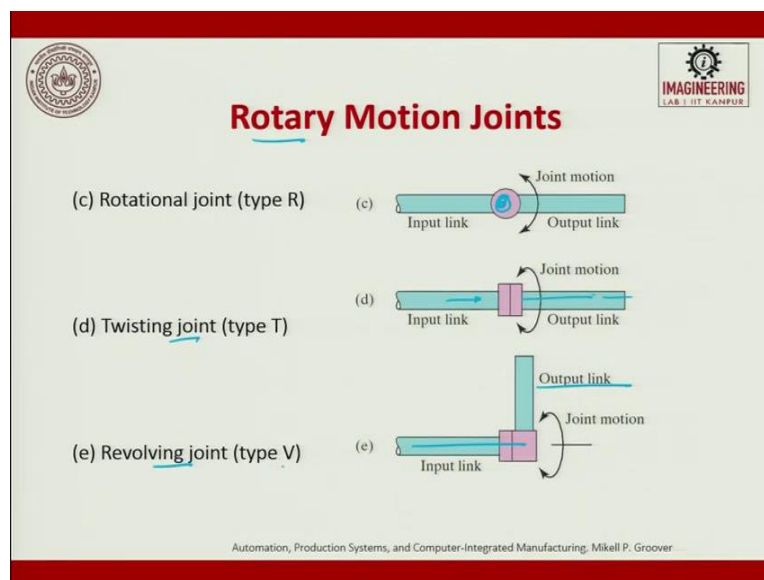 IMAGINEERING
LAB | IIT KANPUR
Rotary Motion Joints
(c) Rotational joint (type R)
(c)
Joint motion
Input link
Output link
(d) Twisting joint (type T)
(d)
Joint motion
Input link
Output link
(e) Revolving joint (type V)
(e)
Output link
Joint motion
Input link
Automation, Production Systems, and Computer-Integrated Manufacturing, Mikell P. Groover